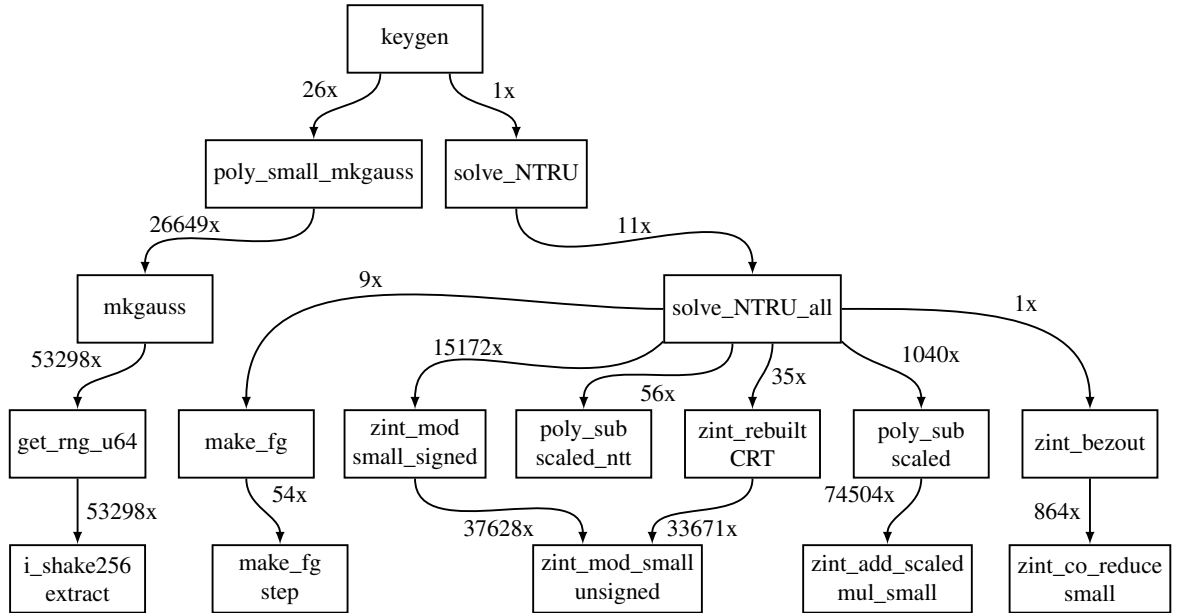 keygen
26x
1x
poly_small_mkgauss
solve_NTRU
26649x
11x
mkgauss
9x
solve_NTRU_all
1x
53298x
15172x
56x
35x
1040x
get_rng_u64
make_fg
zint_mod
small_signed
poly_sub
scaled_ntt
zint_rebuilt
CRT
poly_sub
scaled
zint_bezout
53298x
54x
37628x
33671x
74504x
864x
i_shake256
extract
make_fg
step
zint_mod_small
unsigned
zint_add_scaled
mul_small
zint_co_reduce
small